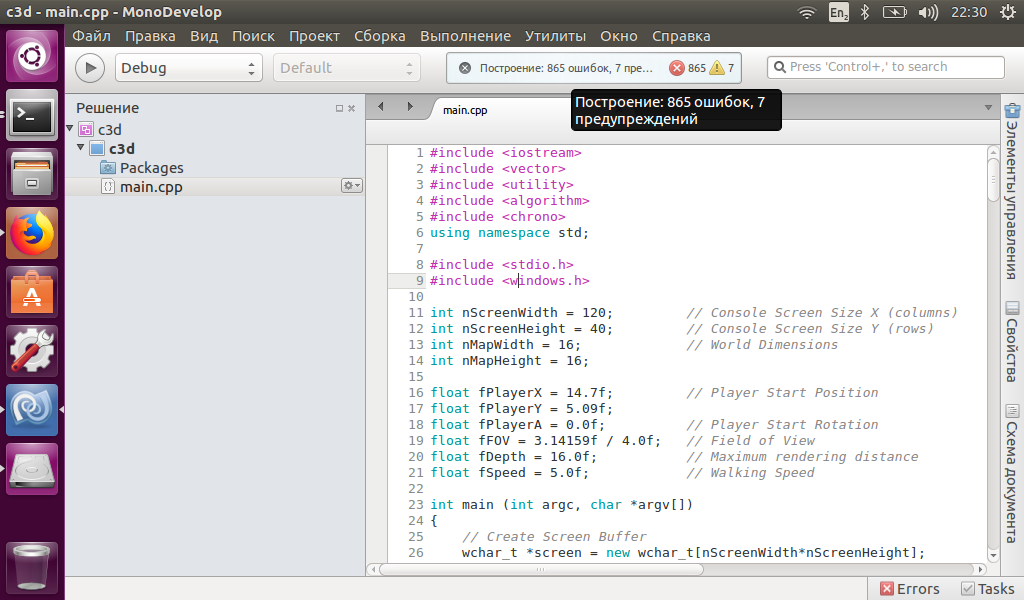 c3d - main.cpp - MonoDevelop
En2
22:30
Файл Правка Вид Поиск Проект Сборка Выполнение Утилиты Окно Справка
Debug
Default
Построение: 865 ошибок, 7 пре...
865
7
Press 'Control+,' to search
Решение
main.cpp
Построение: 865 ошибок, 7
предупреждений
c3d
c3d
Packages
main.cpp
1 #include <iostream>
2 #include <vector>
3 #include <utility>
4 #include <algorithm>
5 #include <chrono>
6 using namespace std;
7
8 #include <stdio.h>
9 #include <windows.h>
10
11 int nScreenWidth = 120; // Console Screen Size X (columns)
12 int nScreenHeight = 40; // Console Screen Size Y (rows)
13 int nMapWidth = 16; // World Dimensions
14 int nMapHeight = 16;
15
16 float fPlayerX = 14.7f; // Player Start Position
17 float fPlayerY = 5.09f;
18 float fPlayerA = 0.0f; // Player Start Rotation
19 float fFOV = 3.14159f / 4.0f; // Field of View
20 float fDepth = 16.0f; // Maximum rendering distance
21 float fSpeed = 5.0f; // Walking Speed
22
23 int main (int argc, char *argv[])
24 {
25 // Create Screen Buffer
26 wchar_t *screen = new wchar_t[nScreenWidth*nScreenHeight];
Элементы управления
Свойства
Схема документа
Errors
Tasks